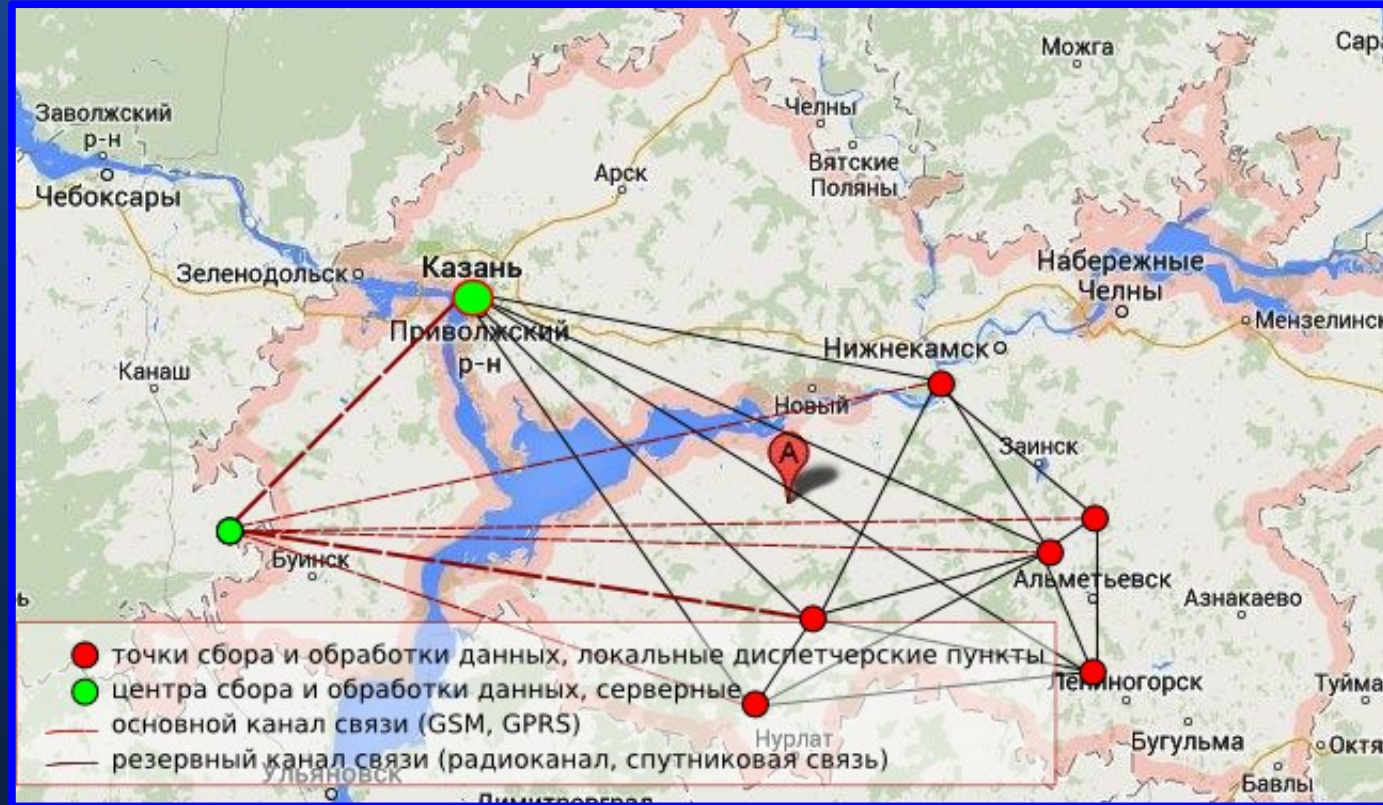 Можга
Сара
Заволжский
р-н
Чебоксары
Челны
Вятские
Поляны
Арск
Зеленодольск
Казань
Приволжский
р-н
Набережные
Челны
Мензелинск
Канаш
Нижнекамск
Новый
А
Заинск
Буинск
Альметьевск
Азнакаево
ь
точки сбора и обработки данных, локальные диспетчерские пункты
центра сбора и обработки данных, серверные
основной канал связи (GSM, GPRS)
резервный канал связи (радиоканал, спутниковая связь)
Лениногорск
Туйма
Нурлат
Бугульма
Октя
Бавлы
Ульяновск
Димитровград